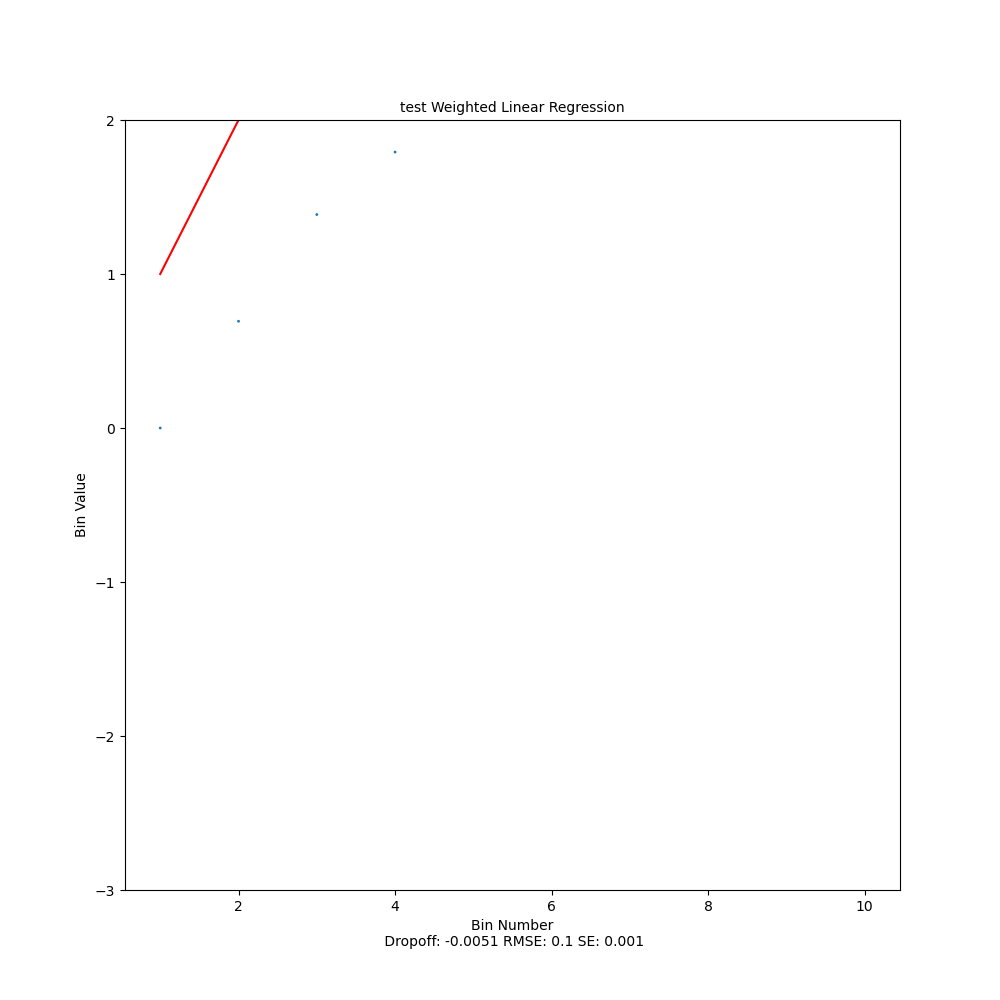 test Weighted Linear Regression
2
1
0
−1
−2
−3
Bin Value
2 4 6 8 10
Bin Number
Dropoff: -0.0051 RMSE: 0.1 SE: 0.001